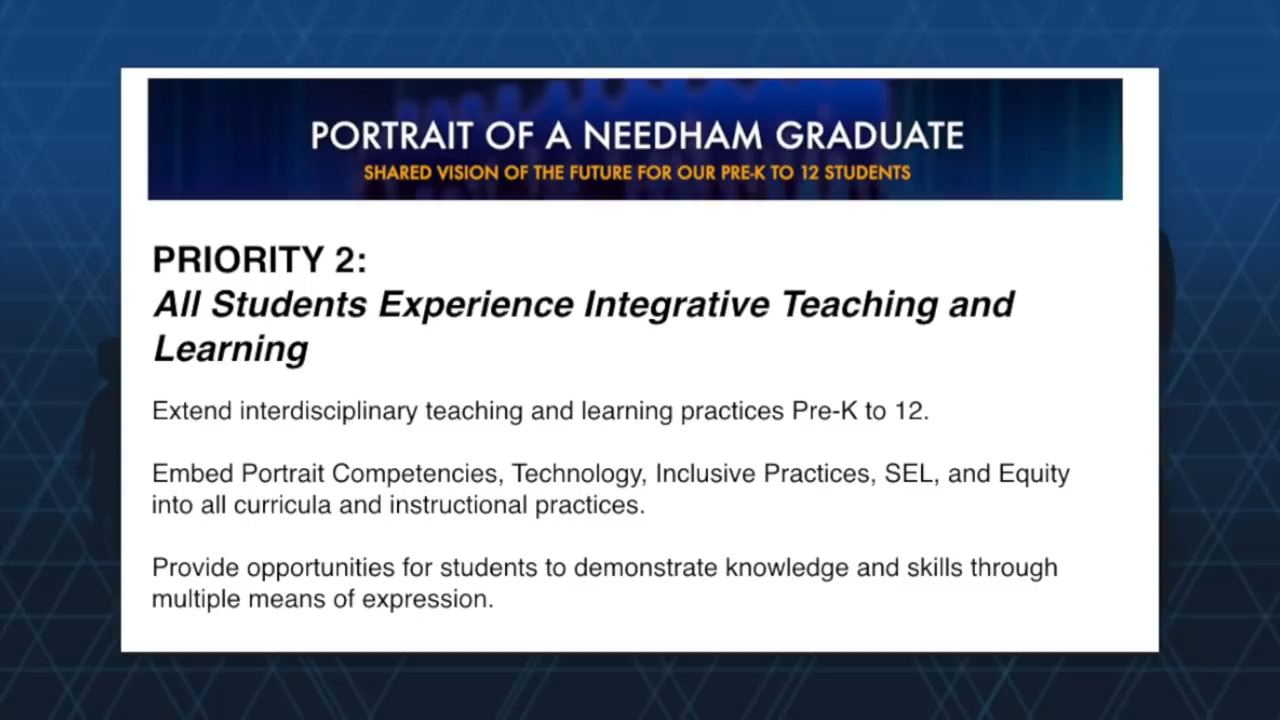 PORTRAIT OF A NEEDHAM GRADUATE
SHARED VISION OF THE FUTURE FOR OUR PRE-K TO 12 STUDENTS
PRIORITY 2:
All Students Experience Integrative Teaching and
Learning
Extend interdisciplinary teaching and learning practices Pre-K to 12.
Embed Portrait Competencies, Technology, Inclusive Practices, SEL, and Equity
into all curricula and instructional practices.
Provide opportunities for students to demonstrate knowledge and skills through
multiple means of expression.